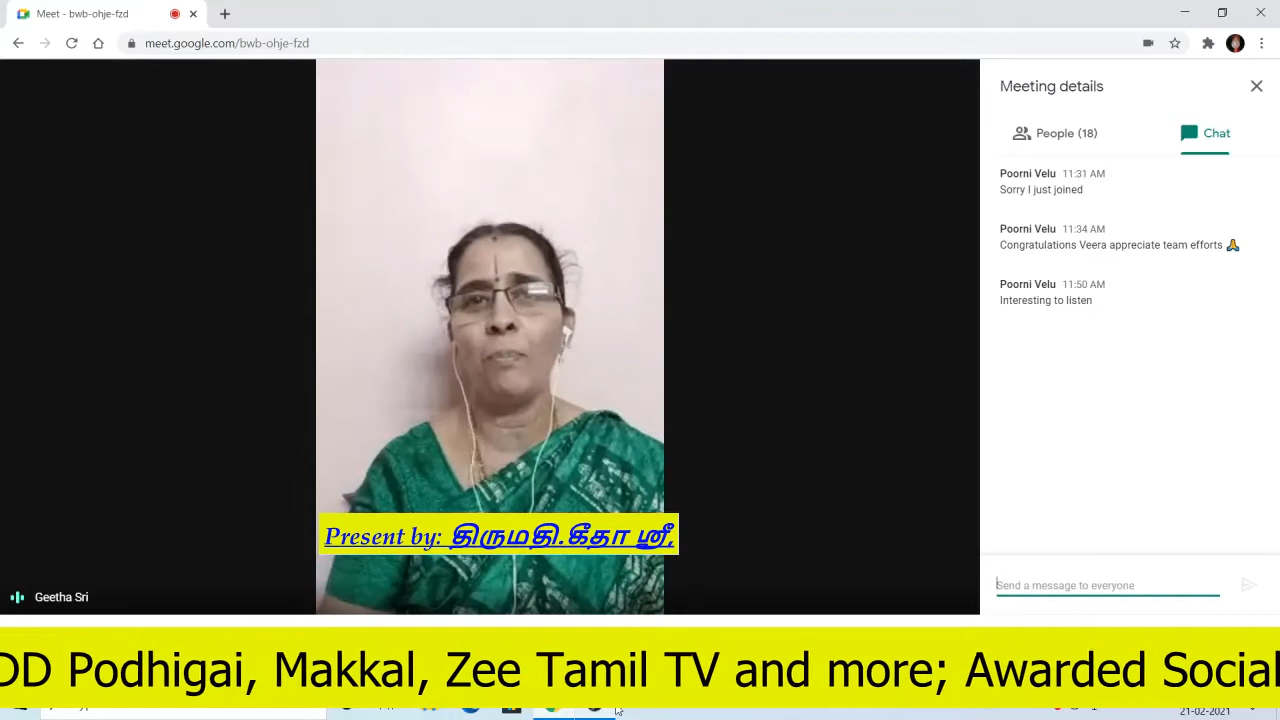 Meet - bwb-ohje-fzd
meet.google.com/bwb-ohje-fzd
Meeting details
People (18)
Chat
Poorni Velu 11:31 AM
Sorry I just joined
Poorni Velu 11:34 AM
Congratulations Veera appreciate team efforts 🙏
Poorni Velu 11:50 AM
Interesting to listen
Present by: திருமதி.கீதா ஸ்ரீ,
Send a message to everyone
Geetha Sri
DD Podhigai, Makkal, Zee Tamil TV and more; Awarded Social
21-02-2021